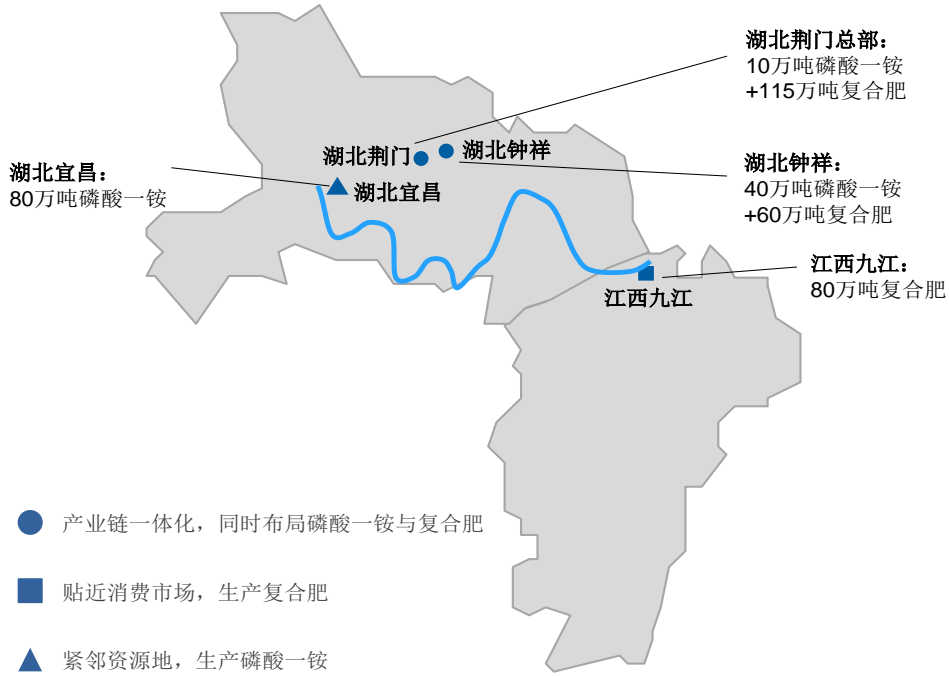 湖北荆门总部：
10万吨磷酸一铵
+115万吨复合肥
湖北荆门
湖北钟祥
湖北钟祥：
40万吨磷酸一铵
+60万吨复合肥
湖北宜昌：
80万吨磷酸一铵
湖北宜昌
江西九江：
80万吨复合肥
江西九江
产业链一体化，同时布局磷酸一铵与复合肥
贴近消费市场，生产复合肥
紧邻资源地，生产磷酸一铵